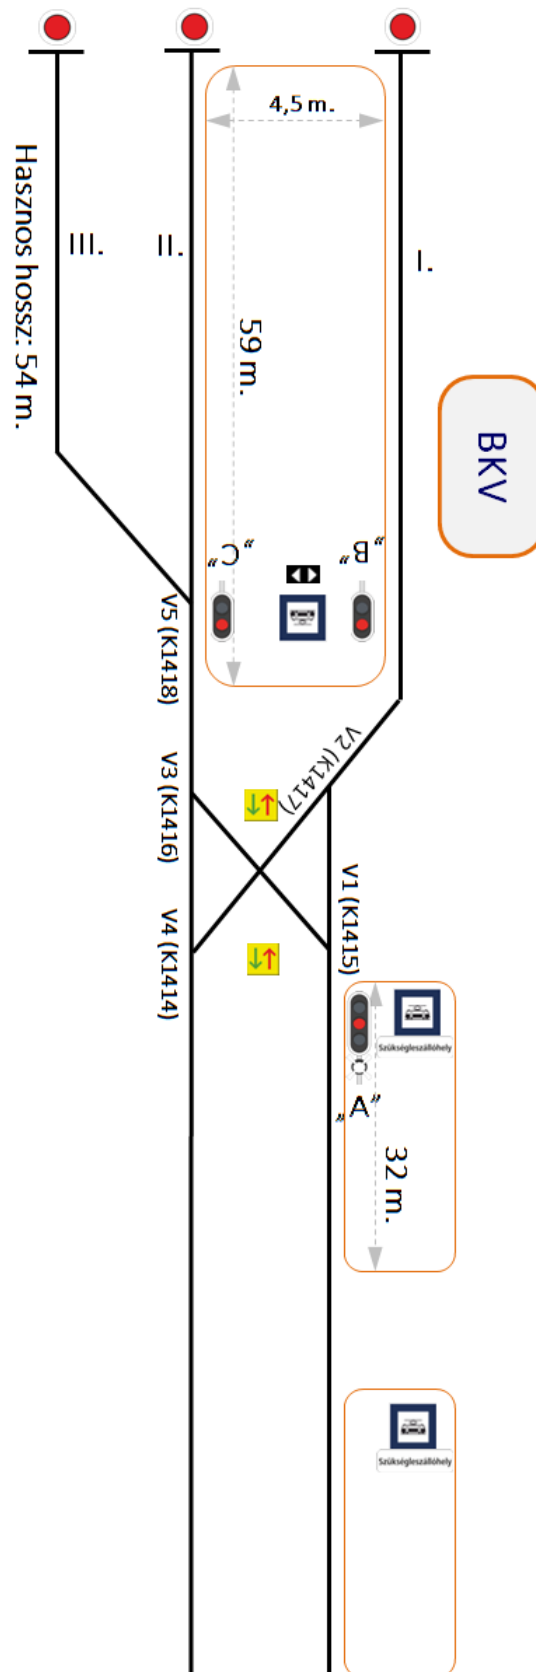 4,5 m.
III.
II.
I.
Hasznos hossz: 54 m.
59 m.
BKV
„C”
„B”
V5 (K1418)
V2 (K1417)
V3 (K1416)
V1 (K1415)
V4 (K1414)
Szükségleszállóhely
„A”
32 m.
Szükségleszállóhely